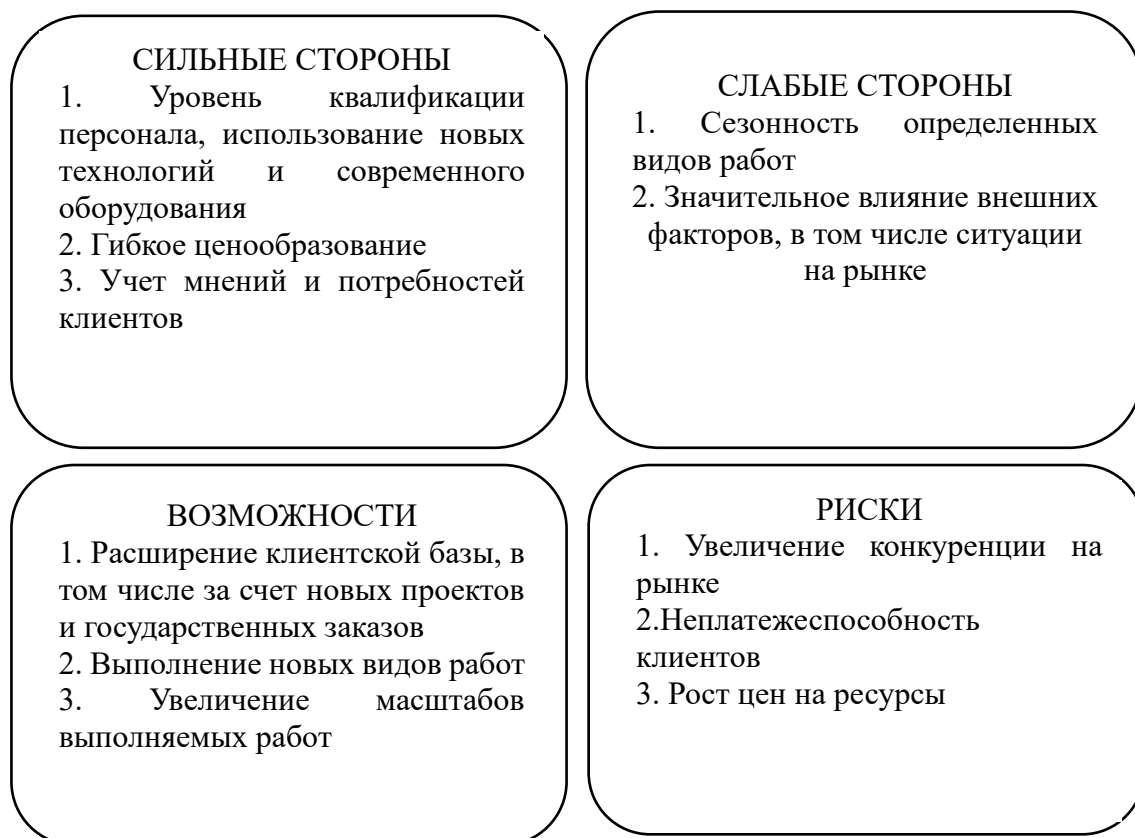 СИЛЬНЫЕ СТОРОНЫ
1. Уровень квалификации
персонала, использование новых
технологий и современного
оборудования
2. Гибкое ценообразование
3. Учет мнений и потребностей
клиентов
СЛАБЫЕ СТОРОНЫ
1. Сезонность определенных
видов работ
2. Значительное влияние внешних
факторов, в том числе ситуации
на рынке
ВОЗМОЖНОСТИ
1. Расширение клиентской базы, в
том числе за счет новых проектов
и государственных заказов
2. Выполнение новых видов работ
3. Увеличение масштабов
выполняемых работ
РИСКИ
1. Увеличение конкуренции на
рынке
2.Неплатежеспособность
клиентов
3. Рост цен на ресурсы